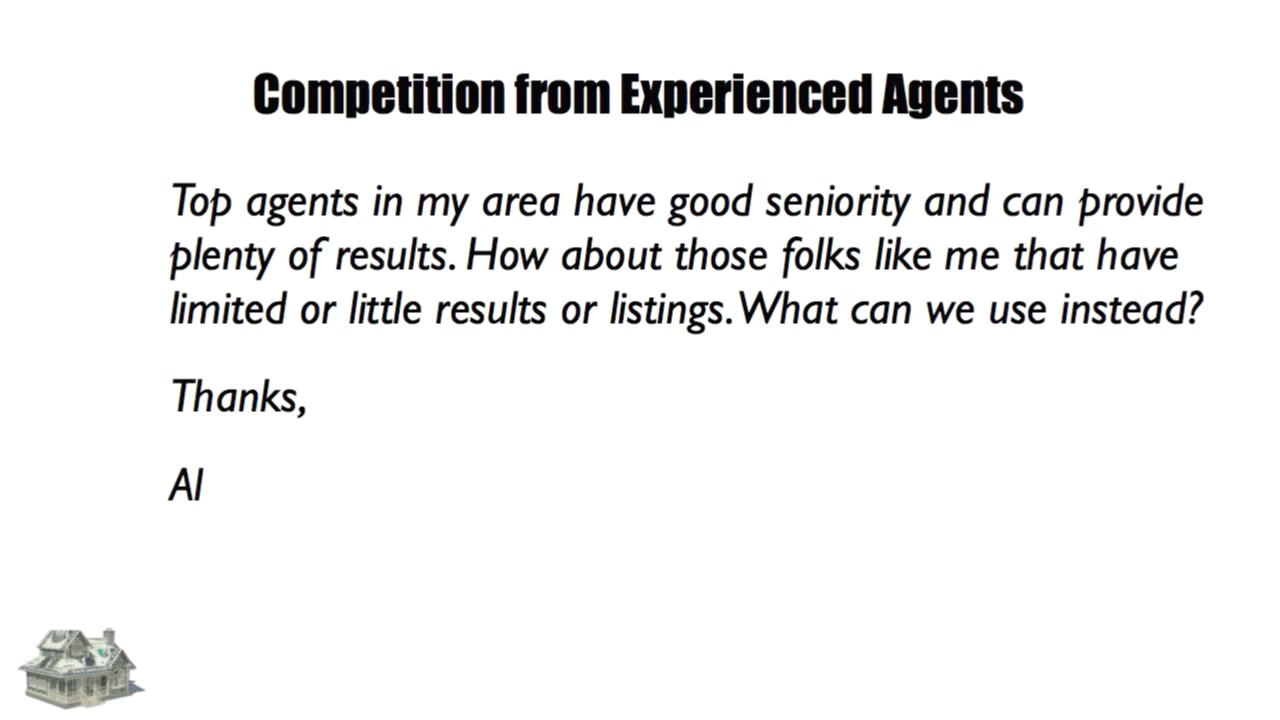 Competition from Experienced Agents
Top agents in my area have good seniority and can provide
plenty of results. How about those folks like me that have
limited or little results or listings. What can we use instead?
Thanks,
Al